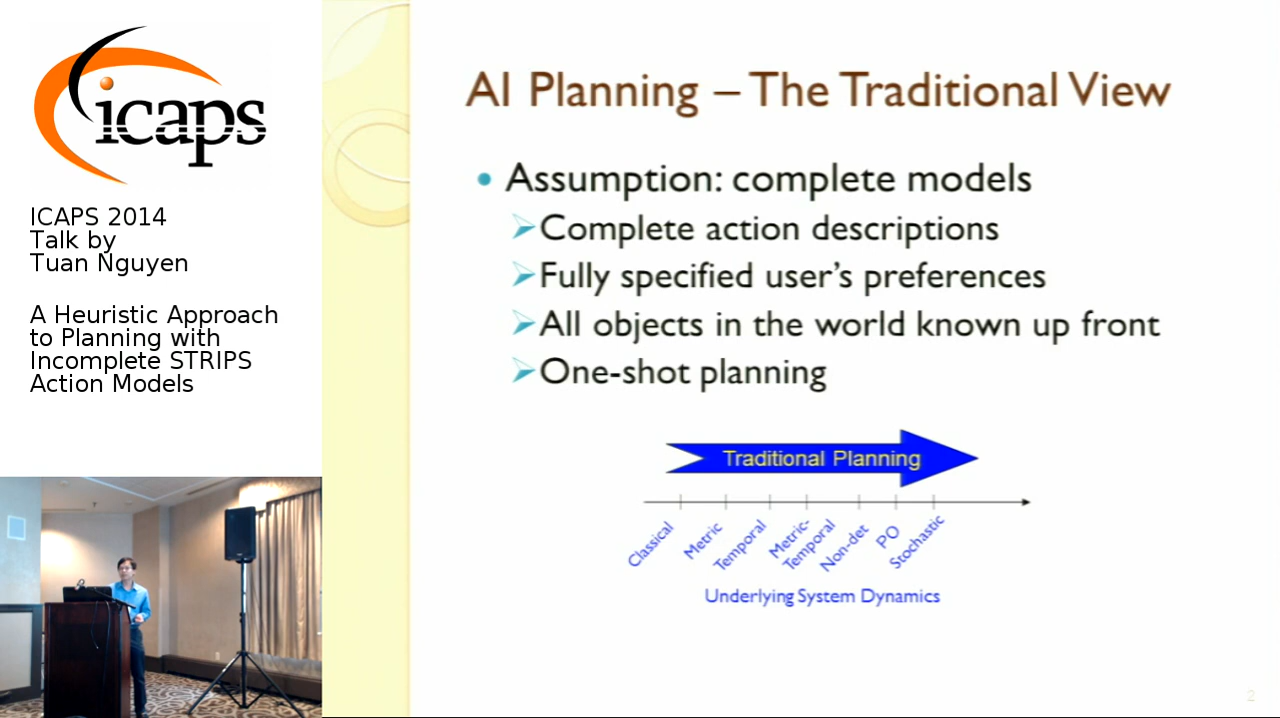 icaps
ICAPS 2014
Talk by
Tuan Nguyen
A Heuristic Approach
to Planning with
Incomplete STRIPS
Action Models
AI Planning – The Traditional View
Assumption: complete models
Complete action descriptions
Fully specified user's preferences
All objects in the world known up front
One-shot planning
Traditional Planning
Classical
Metric
Temporal
Metric-
Temporal
Non-det
PO
Stochastic
Underlying System Dynamics
2